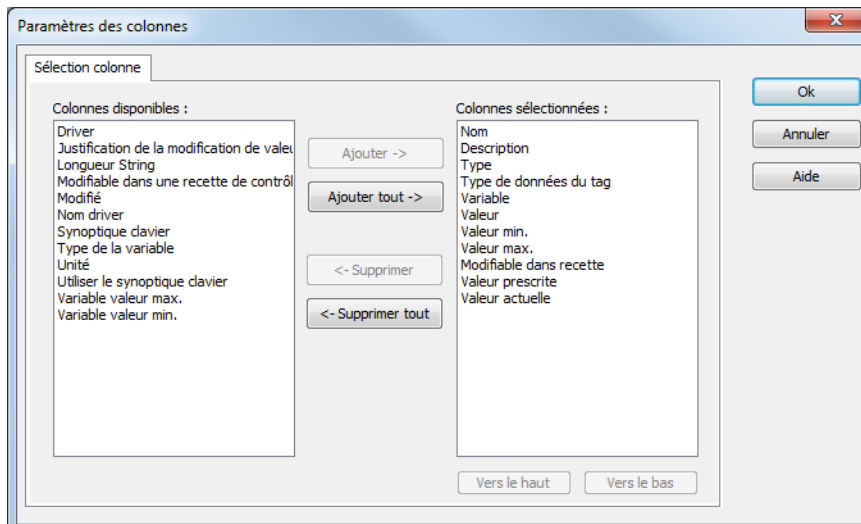 Paramètres des colonnes
Sélection colonne
Colonnes disponibles :
Driver
Justification de la modification de valeu
Longueur String
Modifiable dans une recette de contrôl
Modifié
Nom driver
Synoptique clavier
Type de la variable
Unité
Utiliser le synoptique clavier
Variable valeur max.
Variable valeur min.
Ajouter ->
Ajouter tout ->
<- Supprimer
<- Supprimer tout
Colonnes sélectionnées :
Nom
Description
Type
Type de données du tag
Variable
Valeur
Valeur min.
Valeur max.
Modifiable dans recette
Valeur prescrite
Valeur actuelle
Vers le haut
Vers le bas
Ok
Annuler
Aide